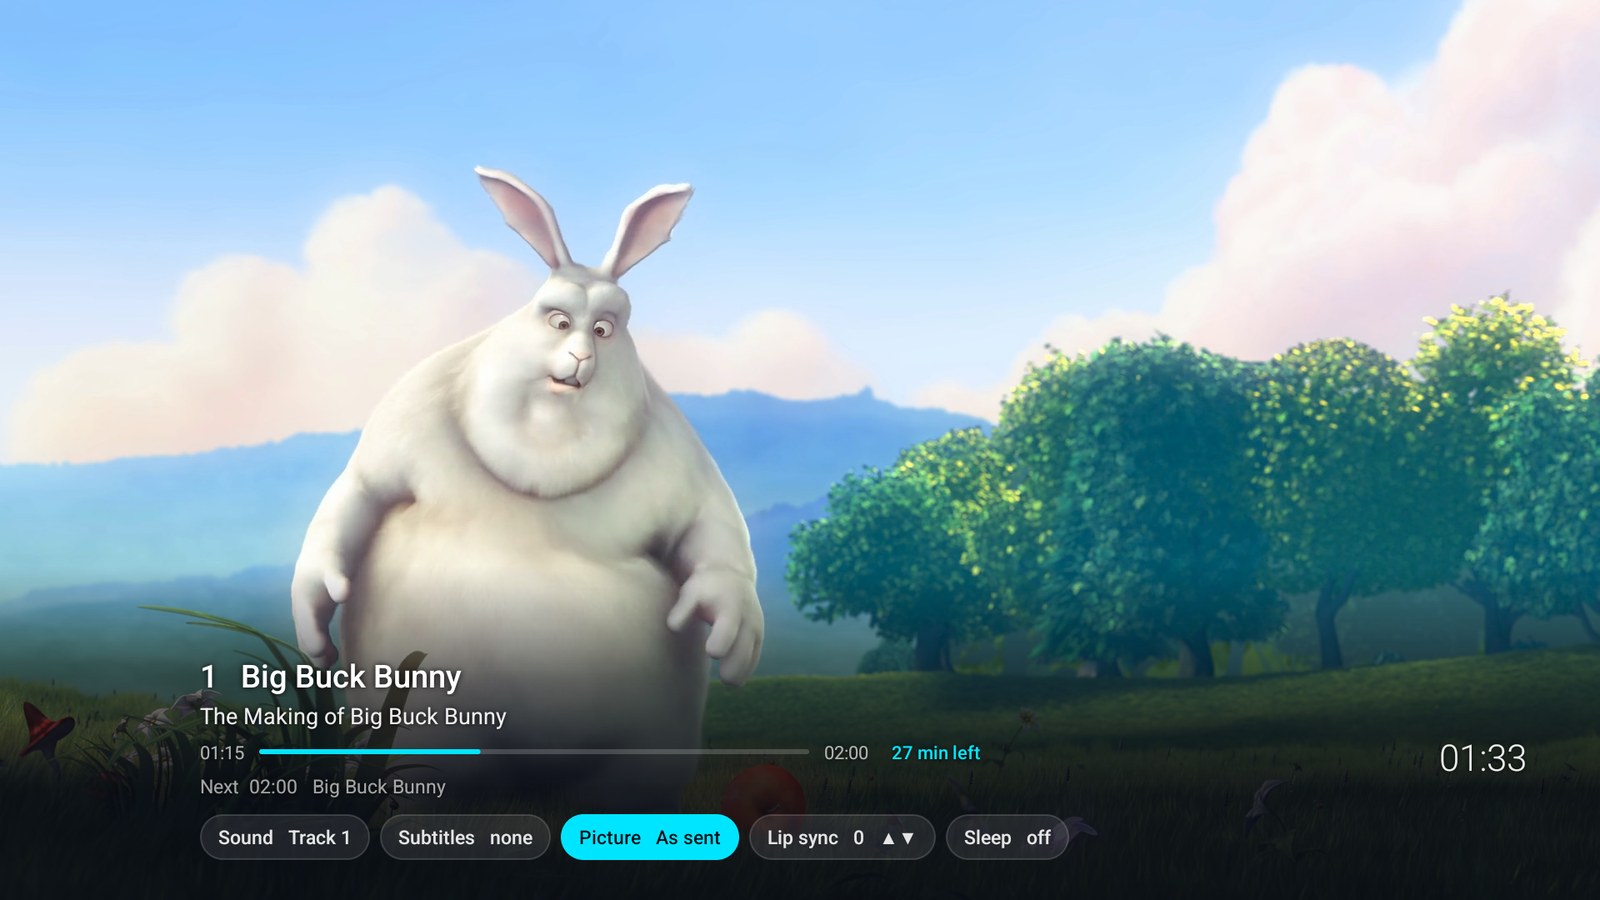 1 Big Buck Bunny
The Making of Big Buck Bunny
01:15 02:00 27 min left
01:33
Next 02:00 Big Buck Bunny
Sound Track 1 Subtitles none Picture As sent Lip sync 0 ▲▼ Sleep off